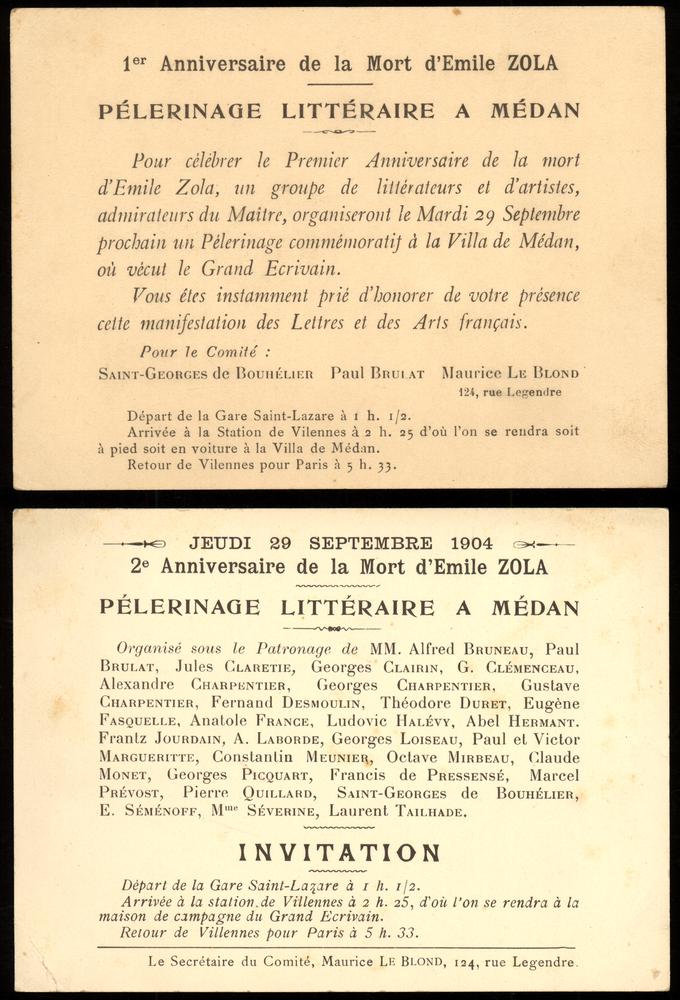 1er Anniversaire de la Mort d'Emile ZOLA
PÉLERINAGE LITTÉRAIRE A MÉDAN
Pour célébrer le Premier Anniversaire de la mort
d'Emile Zola, un groupe de littérateurs et d'artistes,
admirateurs du Maître, organiseront le Mardi 29 Septembre
prochain un Pélerinage commémoratif à la Villa de Médan,
où vécut le Grand Ecrivain.
Vous êtes instamment prié d'honorer de votre présence
cette manifestation des Lettres et des Arts français.
Pour le Comité :
SAINT-GEORGES de BOUHÉLIER Paul BRULAT Maurice LE BLOND
124, rue Legendre
Départ de la Gare Saint-Lazare à 1 h. 1/2.
Arrivée à la Station de Vilennes à 2 h. 25 d'où l'on se rendra soit
à pied soit en voiture à la Villa de Médan.
Retour de Vilennes pour Paris à 5 h. 33.
JEUDI 29 SEPTEMBRE 1904
2e Anniversaire de la Mort d'Emile ZOLA
PÉLERINAGE LITTÉRAIRE A MÉDAN
Organisé sous le Patronage de MM. Alfred BRUNEAU, Paul
BRULAT, Jules CLARETIE, Georges CLAIRIN, G. CLÉMENCEAU,
Alexandre CHARPENTIER, Georges CHARPENTIER, Gustave
CHARPENTIER, Fernand DESMOULIN, Théodore DURET, Eugène
FASQUELLE, Anatole FRANCE, Ludovic HALÉVY, Abel HERMANT.
Frantz JOURDAIN, A. LABORDE, Georges LOISEAU, Paul et Victor
MARGUERITTE, Constantin MEUNIER, Octave MIRBEAU, Claude
MONET, Georges PICQUART, Francis de PRESSENSÉ, Marcel
PRÉVOST, Pierre QUILLARD, SAINT-GEORGES de BOUHÉLIER,
E. SÉMÉNOFF, Mme SÉVERINE, Laurent TAILHADE.
INVITATION
Départ de la Gare Saint-Lazare à 1 h. 1/2.
Arrivée à la station de Villennes à 2 h. 25, d'où l'on se rendra à la
maison de campagne du Grand Ecrivain.
Retour de Villennes pour Paris à 5 h. 33.
Le Secrétaire du Comité, Maurice LE BLOND, 124, rue Legendre.